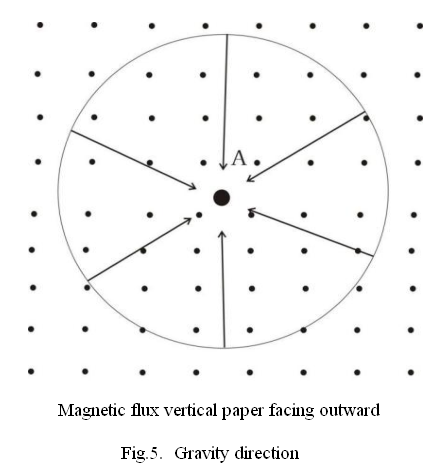 A
Magnetic flux vertical paper facing outward
Fig.5. Gravity direction